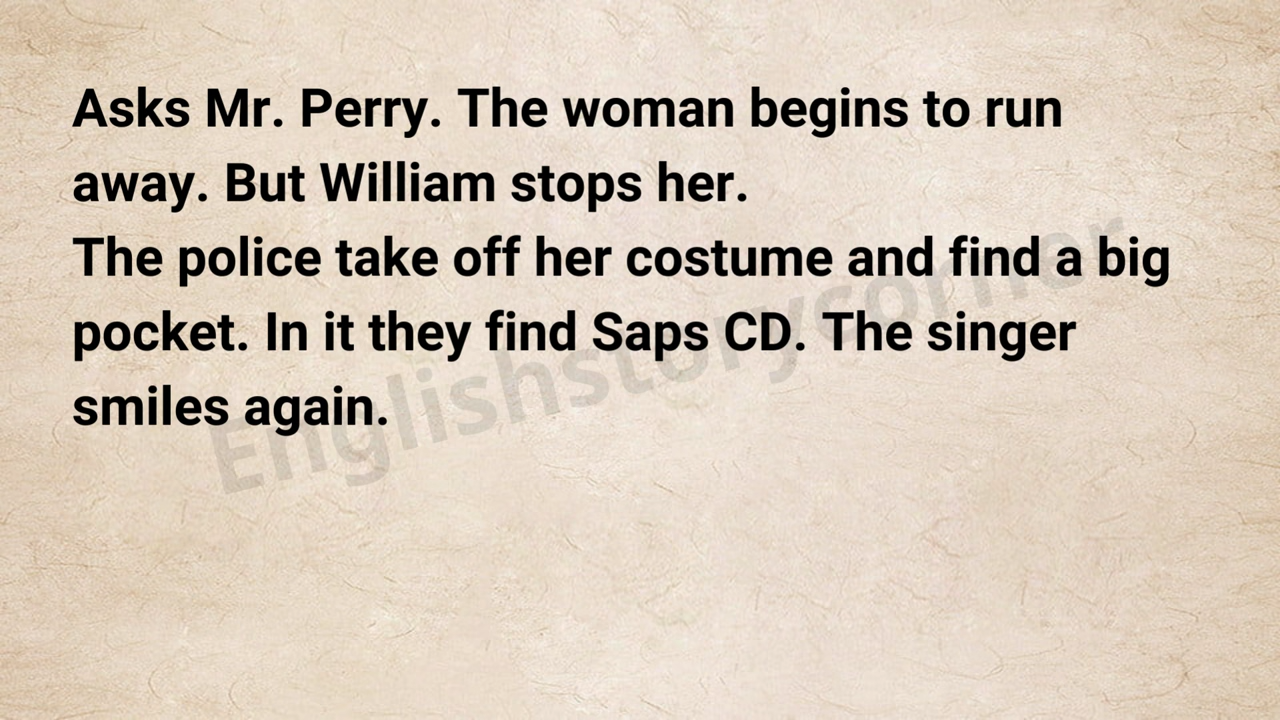 Asks Mr. Perry. The woman begins to run
away. But William stops her.
The police take off her costume and find a big
pocket. In it they find Saps CD. The singer
smiles again.
Englishstorycorner